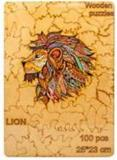 Wooden
puzzles
LION
100 pcs
25*23 cm